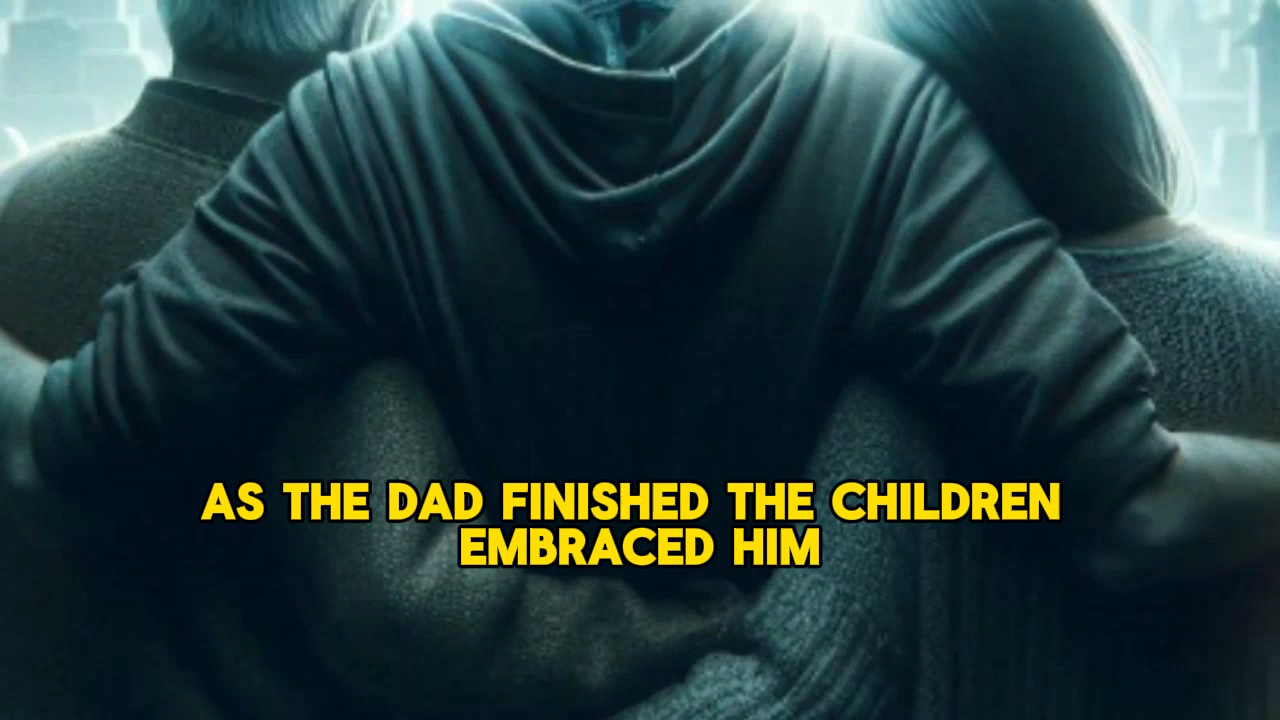 AS THE DAD FINISHED THE CHILDREN
EMBRACED HIM